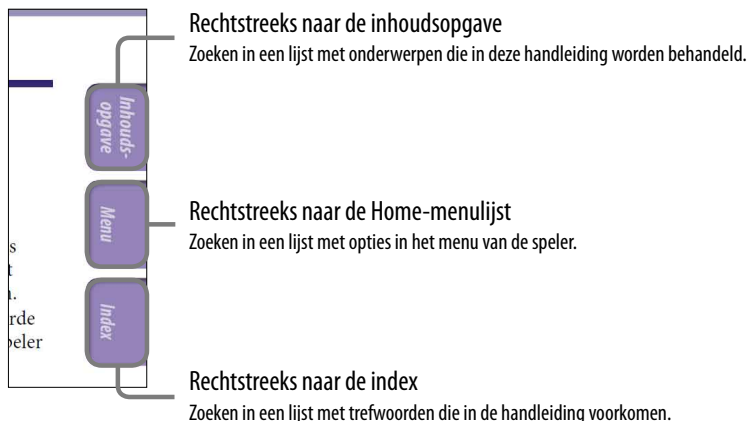 Rechtstreeks naar de inhoudsopgave
Zoeken in een lijst met onderwerpen die in deze handleiding worden behandeld.
Inhouds-
opgave
Rechtstreeks naar de Home-menulijst
Zoeken in een lijst met opties in het menu van de speler.
Menu
s
t
rde
peler
Index
Rechtstreeks naar de index
Zoeken in een lijst met trefwoorden die in de handleiding voorkomen.